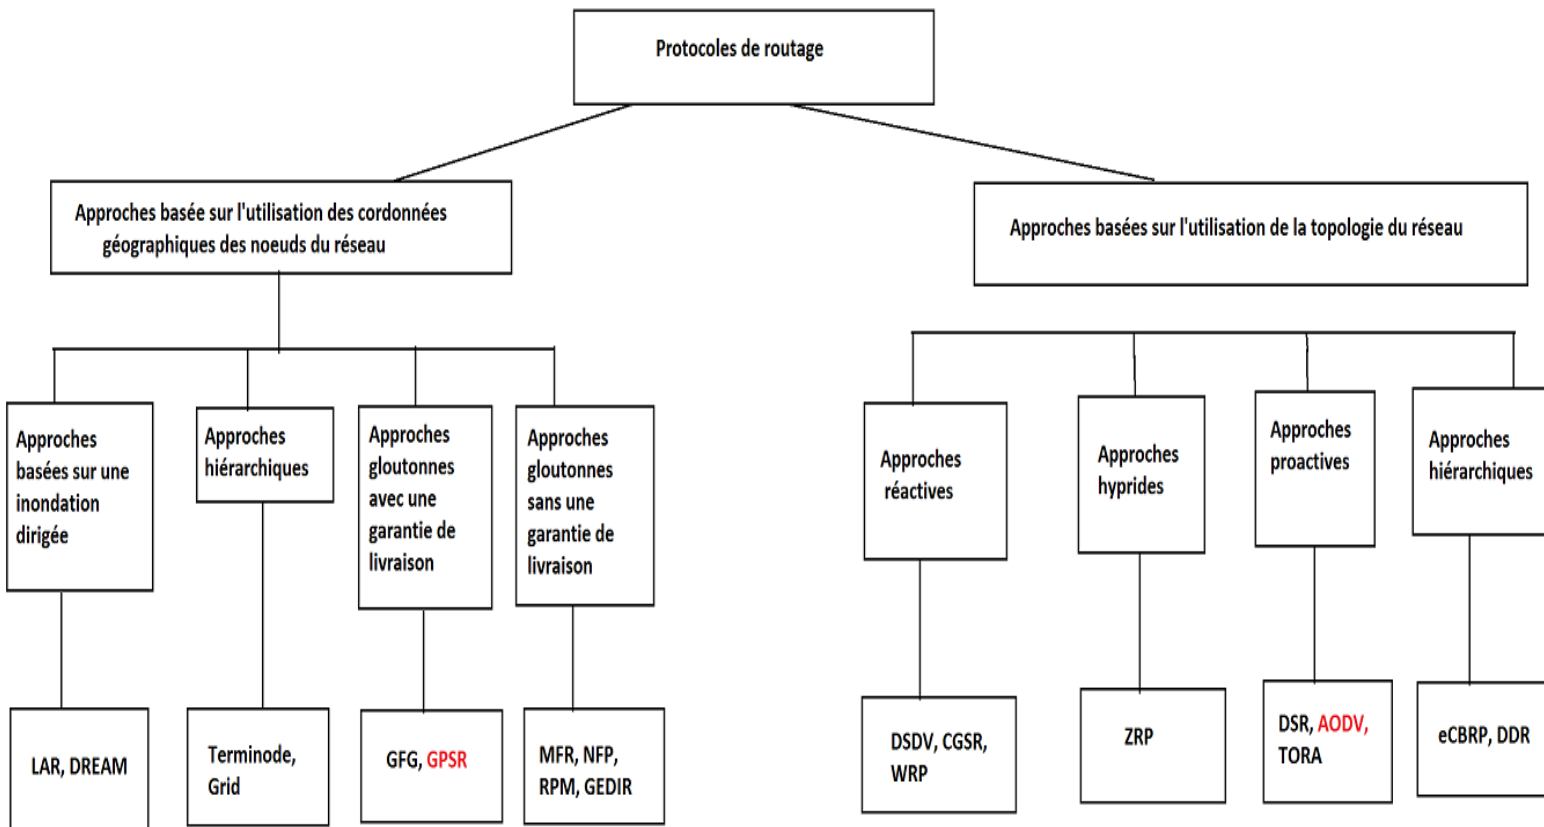 Protocoles de routage
Approches basée sur l'utilisation des cordonnées
géographiques des noeuds du réseau
Approches basées sur l'utilisation de la topologie du réseau
Approches
basées sur une
inondation
dirigée
Approches
hiérarchiques
Approches
gloutonnes
avec une
garantie de
livraison
Approches
gloutonnes
sans une
garantie de
livraison
Approches
réactives
Approches
hyprides
Approches
proactives
Approches
hiérarchiques
LAR, DREAM
Terminode,
Grid
GFG, GPSR
MFR, NFP,
RPM, GEDIR
DSDV, CGSR,
WRP
ZRP
DSR, AODV,
TORA
eCBRP, DDR